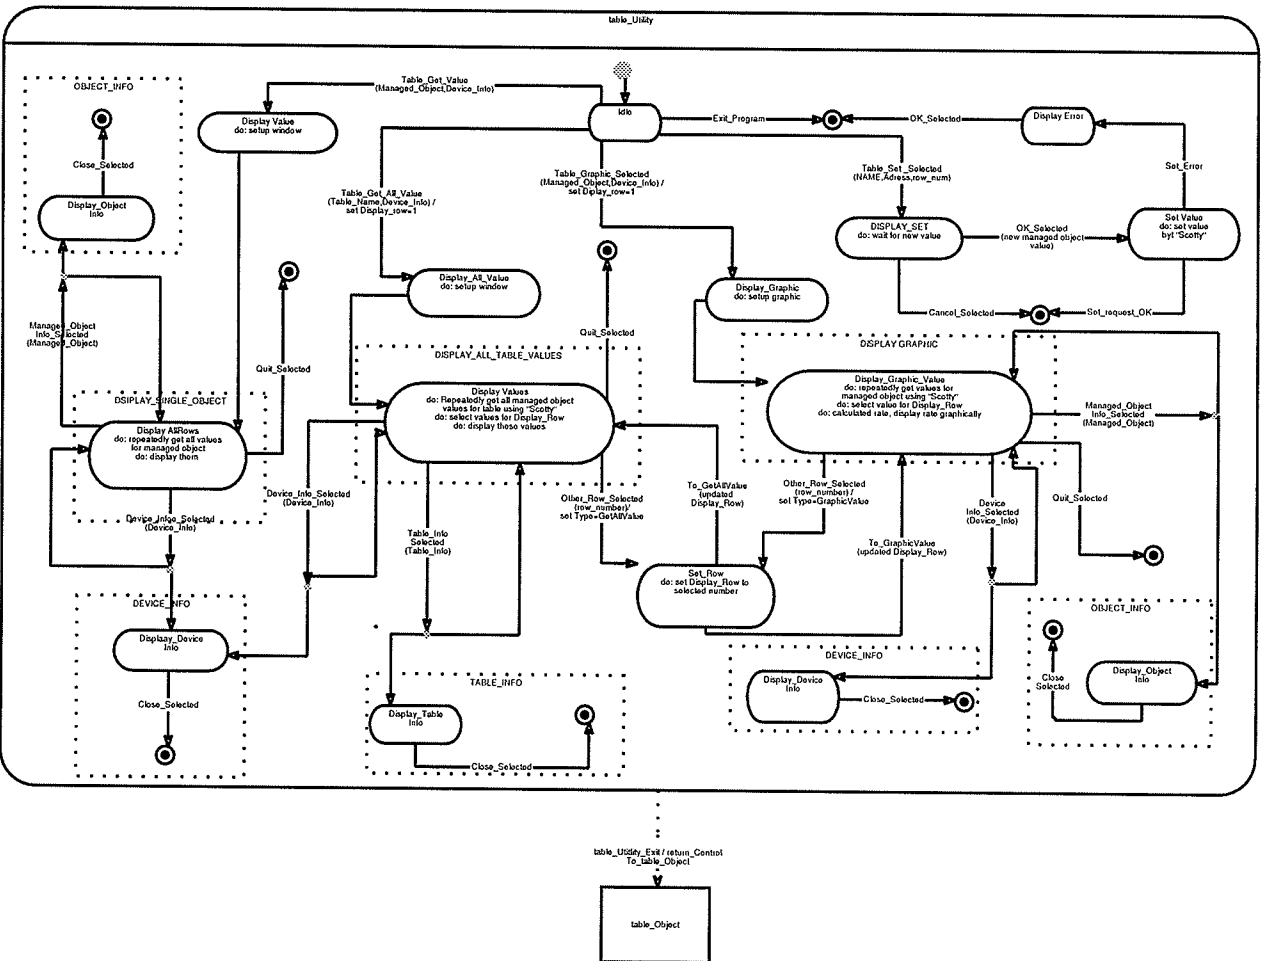 table_Utility
OBJECT_INFO
Close_Selected
Display_Object
Info
Table_Get_Value
(Managed_Object,Device_Info)
Display Value
do: setup window
Idle
Exit_Program
OK_Selected
Display Error
Set_Error
Table_Get_All_Value
(Table_Name,Device_Info) /
set Display_row=1
Table_Graphic_Selected
(Managed_Object,Device_Info) /
set Diplay_row=1
Table_Set_Selected
(NAME,Adress,row_num)
DISPLAY_SET
do: wait for new value
OK_Selected
(new managed object
value)
Set Value
do: set value
byt "Scotty"
Cancel_Selected
Set_request_OK
Display_All_Value
do: setup window
Display_Graphic
do: setup graphic
Quit_Selected
Managed_Object
Info_Selected
(Managed_Object)
Quit_Selected
DSIPLAY_SINGLE_OBJECT
Display AllRows
do: repeatedly get all values
for managed object
do: display them
Device_Infoo_Selected
(Device_Info)
DISPLAY_ALL_TABLE_VALUES
Display Values
do: Repeatedly get all managed object
values for table using "Scotty"
do: select values for Display_Row
do: display those values
DISPLAY GRAPHIC
Display_Graphic_Value
do: repeatedly get values for
managed object using "Scotty"
do: select value for Display_Row
do: calculated rate, display rate graphically
Managed_Object
Info_Selected
(Managed_Object)
Device_Info_Selected
(Device_Info)
Table_Info
Selected
(Table_Info)
Other_Row_Selected
(row_number)/
set Type=GetAllValue
To_GetAllValue
(updated
Display_Row)
Other_Row_Selected
(row_number) /
set Type=GraphicValue
To_GraphicValue
(updated Display_Row)
Device
Info_Selected
(Device_Info)
Quit_Selected
Set_Row
do: set Display_Row to
selected number
DEVICE_INFO
Displaay_Device
Info
Close_Selected
TABLE_INFO
Display_Table
Info
Close_Selected
DEVICE_INFO
Display_Device
Info
Close_Selected
OBJECT_INFO
Close
Selected
Display_Object
Info
table_Utility_Exit / return_Control
To_table_Object
table_Object